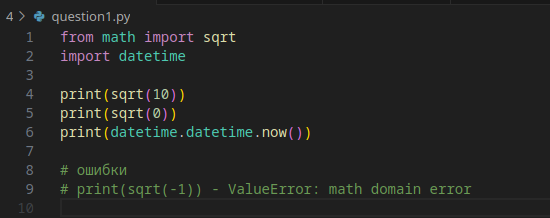 4 > question1.py
1 from math import sqrt
2 import datetime
3
4 print(sqrt(10))
5 print(sqrt(0))
6 print(datetime.datetime.now())
7
8 # ошибки
9 # print(sqrt(-1)) - ValueError: math domain error
10